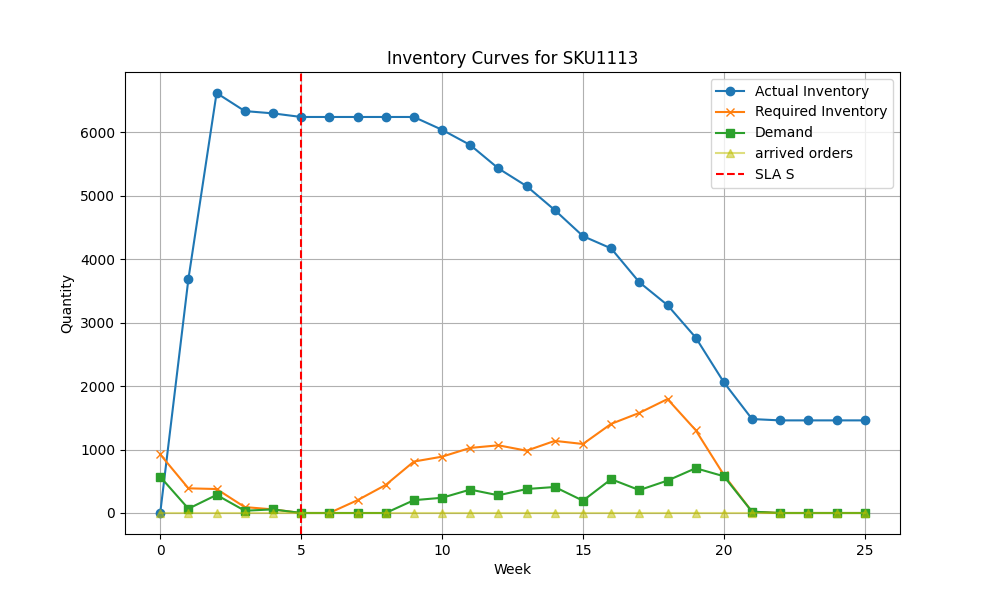 Inventory Curves for SKU1113
Actual Inventory
Required Inventory
Demand
arrived orders
SLA S
Quantity
6000
5000
4000
3000
2000
1000
0
0 5 10 15 20 25
Week